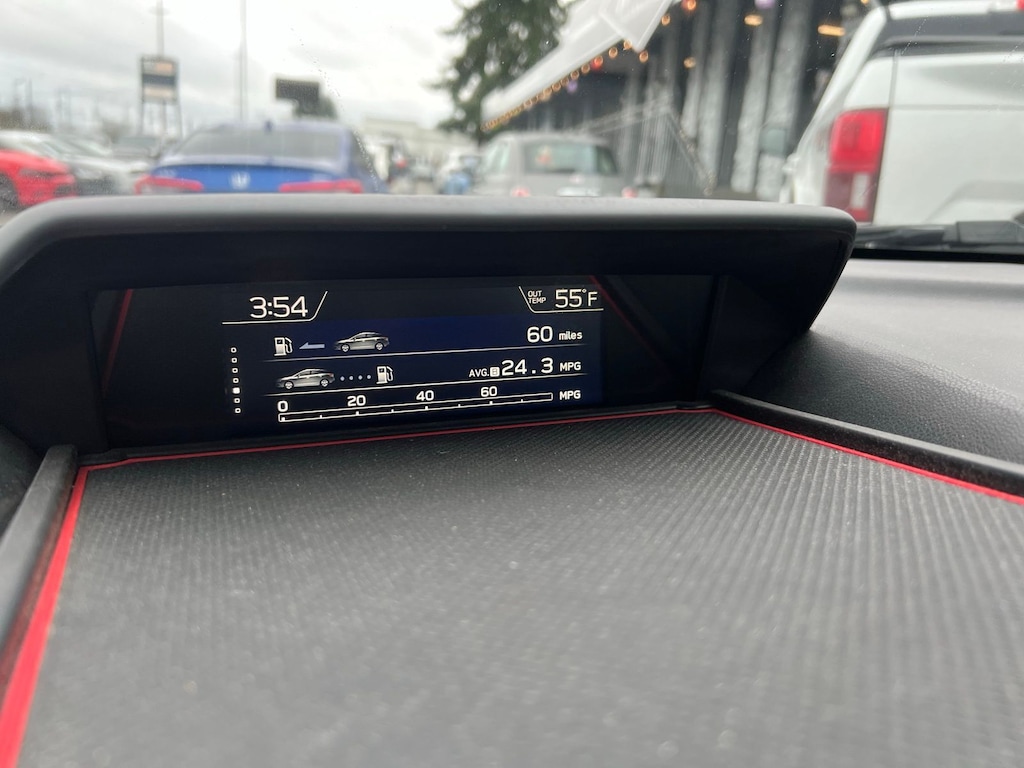 3:54
OUT TEMP 55°F
60 miles
AVG. B 24.3 MPG
0 20 40 60 MPG